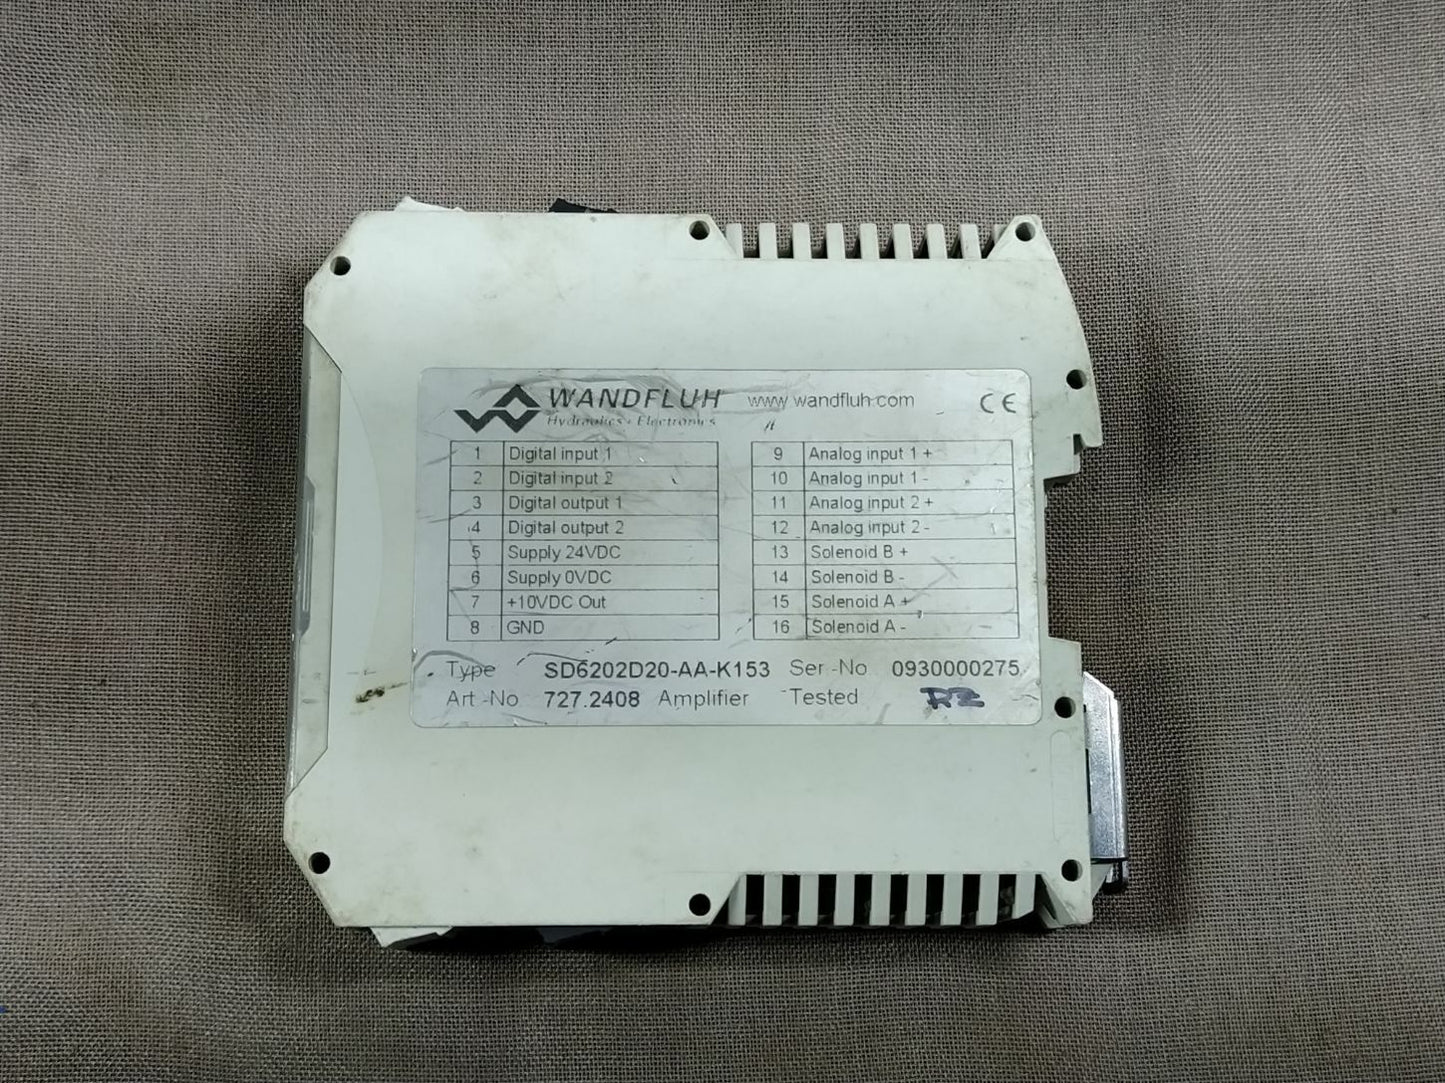 WANDFLUH www.wandfluh.com CE
Hydraulics + Electronics
1 Digital input 1
2 Digital input 2
3 Digital output 1
4 Digital output 2
5 Supply 24VDC
6 Supply 0VDC
7 +10VDC Out
8 GND
9 Analog input 1 +
10 Analog input 1 -
11 Analog input 2 +
12 Analog input 2 -
13 Solenoid B +
14 Solenoid B -
15 Solenoid A +
16 Solenoid A -
Type SD6202D20-AA-K153 Ser.-No. 0930000275
Art.-No. 727.2408 Amplifier Tested RZ